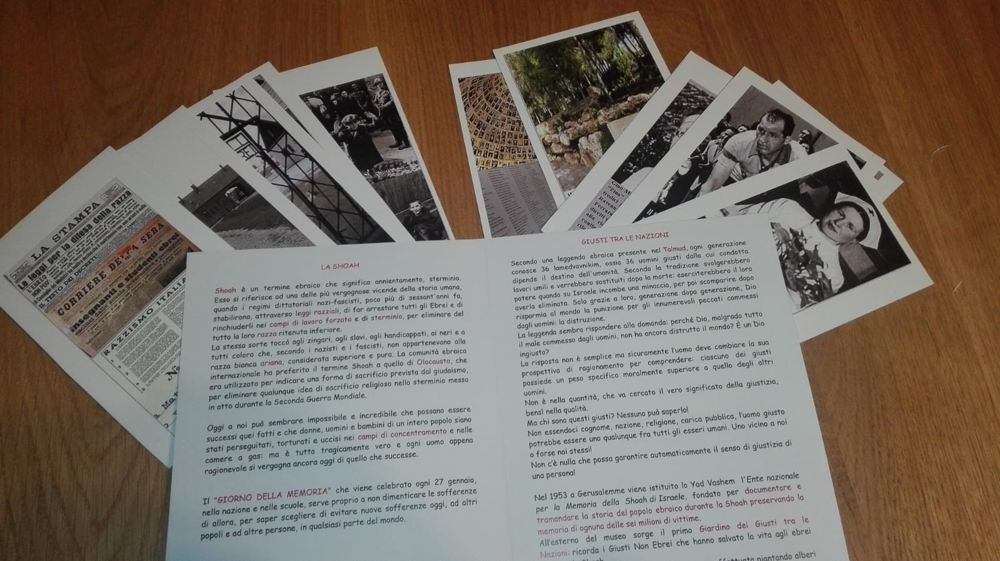 LA STAMPA
Le leggi per la difesa della razza
IL TESTO DEI DECRETI
CORRIERE DELLA SERA
insegnanti e studenti ebrei
RAZZISMO ITALIA
Gino
"Pina"
tredici
Ferrar
diretti
alla
LA SHOAH
Shoah è un termine ebraico che significa annientamento, sterminio.
Esso si riferisce ad una delle più vergognose vicende della storia umana,
quando i regimi dittatoriali nazi-fascisti, poco più di sessant'anni fa,
stabilirono, attraverso leggi razziali, di far arrestare tutti gli Ebrei e di
rinchiuderli nei campi di lavoro forzato e di sterminio, per eliminare del
tutto la loro razza ritenuta inferiore.
La stessa sorte toccò agli zingari, agli slavi, agli handicappati, ai neri e a
tutti coloro che, secondo i nazisti e i fascisti, non appartenevano alla
razza bianca ariana, considerata superiore e pura. La comunità ebraica
internazionale ha preferito il termine Shoah a quello di Olocausto, che
era utilizzato per indicare una forma di sacrificio prevista dal giudaismo,
per eliminare qualunque idea di sacrificio religioso nello sterminio messo
in atto durante la Seconda Guerra Mondiale.
Oggi a noi può sembrare impossibile e incredibile che possano essere
successi quei fatti e che donne, uomini e bambini di un intero popolo siano
stati perseguitati, torturati e uccisi nei campi di concentramento e nelle
camere a gas: ma è tutto tragicamente vero e ogni uomo appena
ragionevole si vergogna ancora oggi di quello che successe.
Il "GIORNO DELLA MEMORIA" che viene celebrato ogni 27 gennaio,
nella nazione e nelle scuole, serve proprio a non dimenticare le sofferenze
di allora, per saper scegliere di evitare nuove sofferenze oggi, ad altri
popoli e ad altre persone, in qualsiasi parte del mondo.
GIUSTI TRA LE NAZIONI
Secondo una leggenda ebraica presente nel Talmud, ogni generazione
conosce 36 lamedvavnikim, ossia 36 uomini giusti dalla cui condotta
dipende il destino dell'umanità. Secondo la tradizione svolgerebbero
lavori umili e verrebbero sostituiti dopo la morte: eserciterebbero il loro
potere quando su Israele incombe una minaccia, per poi scomparire dopo
averla eliminata. Solo grazie a loro, generazione dopo generazione, Dio
risparmia al mondo la punizione per gli innumerevoli peccati commessi
dagli uomini: la distruzione.
La leggenda sembra rispondere alla domanda: perché Dio, malgrado tutto
il male commesso dagli uomini, non ha ancora distrutto il mondo? È un Dio
ingiusto?
La risposta non è semplice ma sicuramente l'uomo deve cambiare la sua
prospettiva di ragionamento per comprendere: ciascuno dei giusti
possiede un peso specifico moralmente superiore a quello degli altri
uomini.
Non è nella quantità, che va cercato il vero significato della giustizia,
bensì nella qualità.
Ma chi sono questi giusti? Nessuno può saperlo!
Non essendoci cognome, nazione, religione, carica pubblica, l'uomo giusto
potrebbe essere uno qualunque fra tutti gli esseri umani. Uno vicino a noi
o forse noi stessi!
Non c'è nulla che possa garantire automaticamente il senso di giustizia di
una persona!
Nel 1953 a Gerusalemme viene istituito lo Yad Vashem l'Ente nazionale
per la Memoria della Shoah di Israele, fondato per documentare e
tramandare la storia del popolo ebraico durante la Shoah preservando la
memoria di ognuna delle sei milioni di vittime.
All'esterno del museo sorge il primo Giardino dei Giusti tra le
Nazioni: ricorda i Giusti Non Ebrei che hanno salvato la vita agli ebrei
piantando alberi